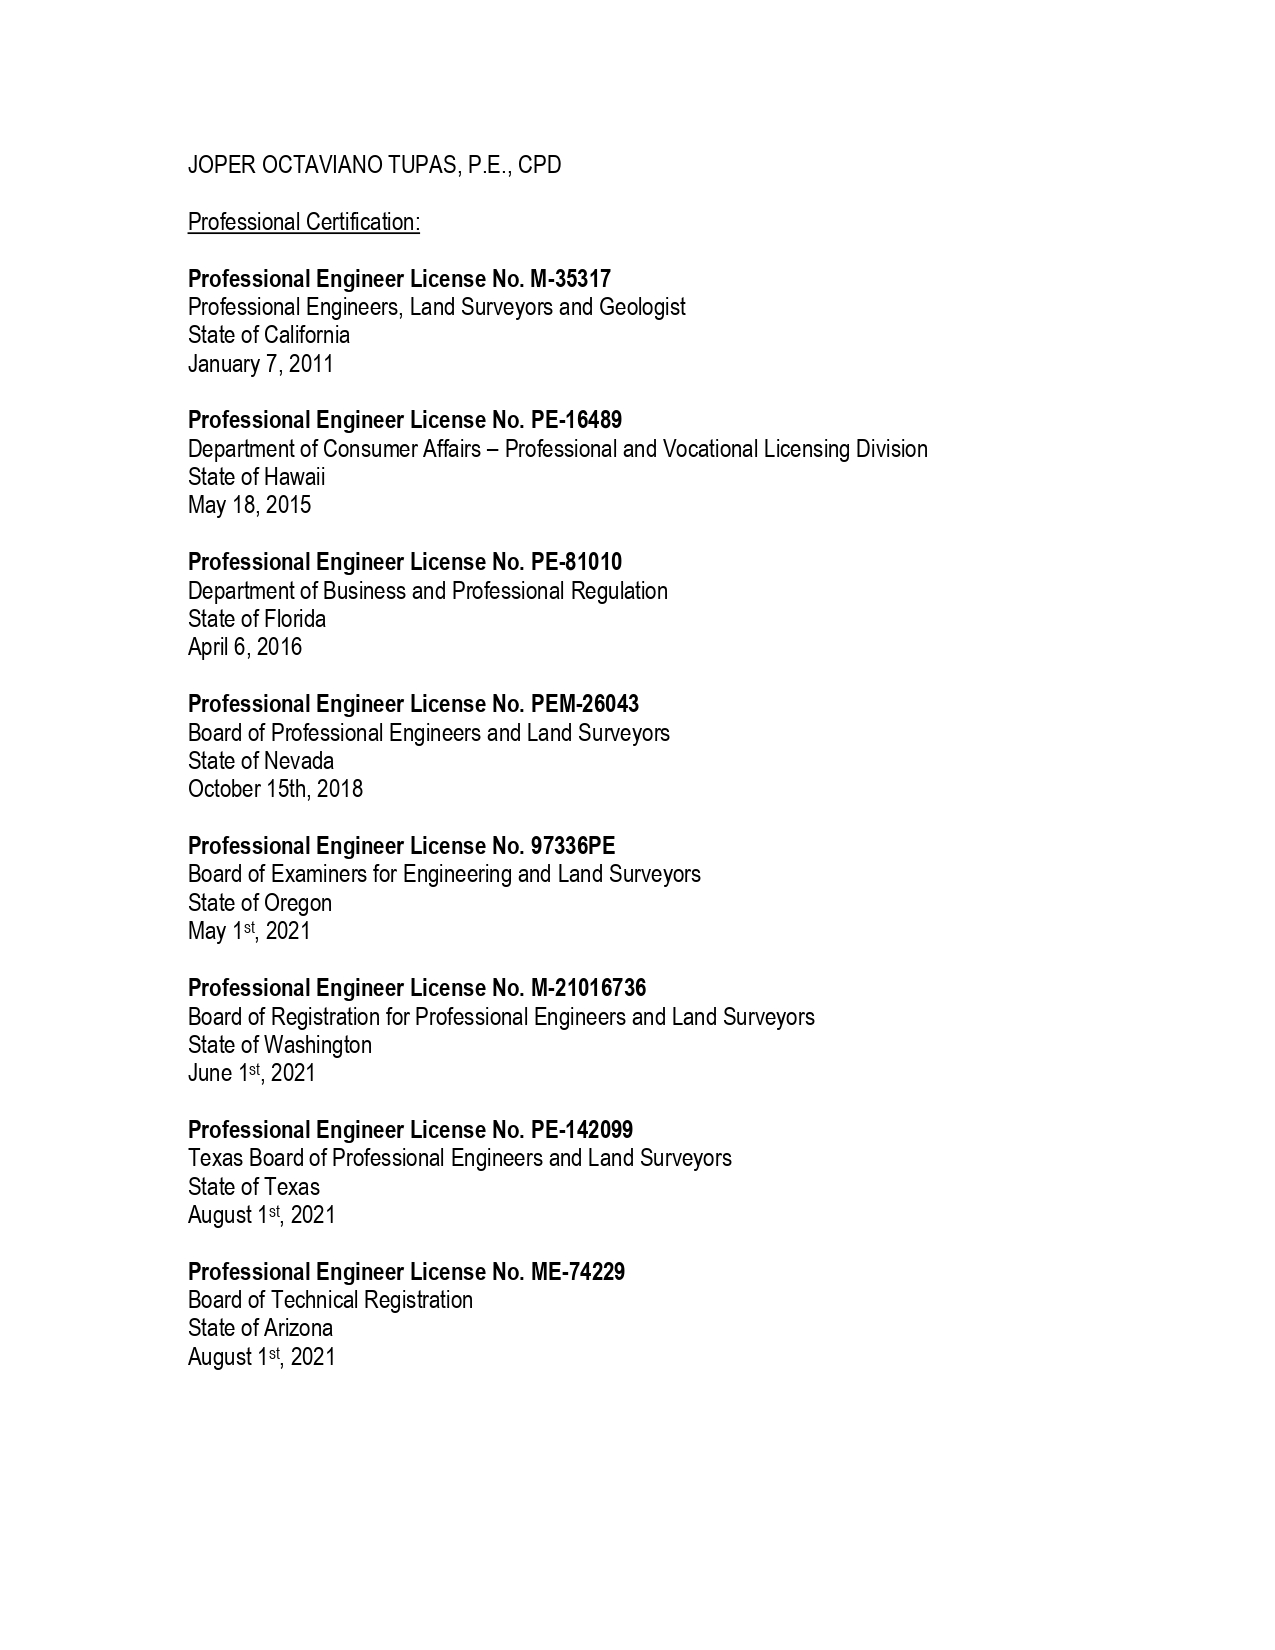 JOPER OCTAVIANO TUPAS, P.E., CPD
Professional Certification:
Professional Engineer License No. M-35317
Professional Engineers, Land Surveyors and Geologist
State of California
January 7, 2011
Professional Engineer License No. PE-16489
Department of Consumer Affairs – Professional and Vocational Licensing Division
State of Hawaii
May 18, 2015
Professional Engineer License No. PE-81010
Department of Business and Professional Regulation
State of Florida
April 6, 2016
Professional Engineer License No. PEM-26043
Board of Professional Engineers and Land Surveyors
State of Nevada
October 15th, 2018
Professional Engineer License No. 97336PE
Board of Examiners for Engineering and Land Surveyors
State of Oregon
May 1st, 2021
Professional Engineer License No. M-21016736
Board of Registration for Professional Engineers and Land Surveyors
State of Washington
June 1st, 2021
Professional Engineer License No. PE-142099
Texas Board of Professional Engineers and Land Surveyors
State of Texas
August 1st, 2021
Professional Engineer License No. ME-74229
Board of Technical Registration
State of Arizona
August 1st, 2021